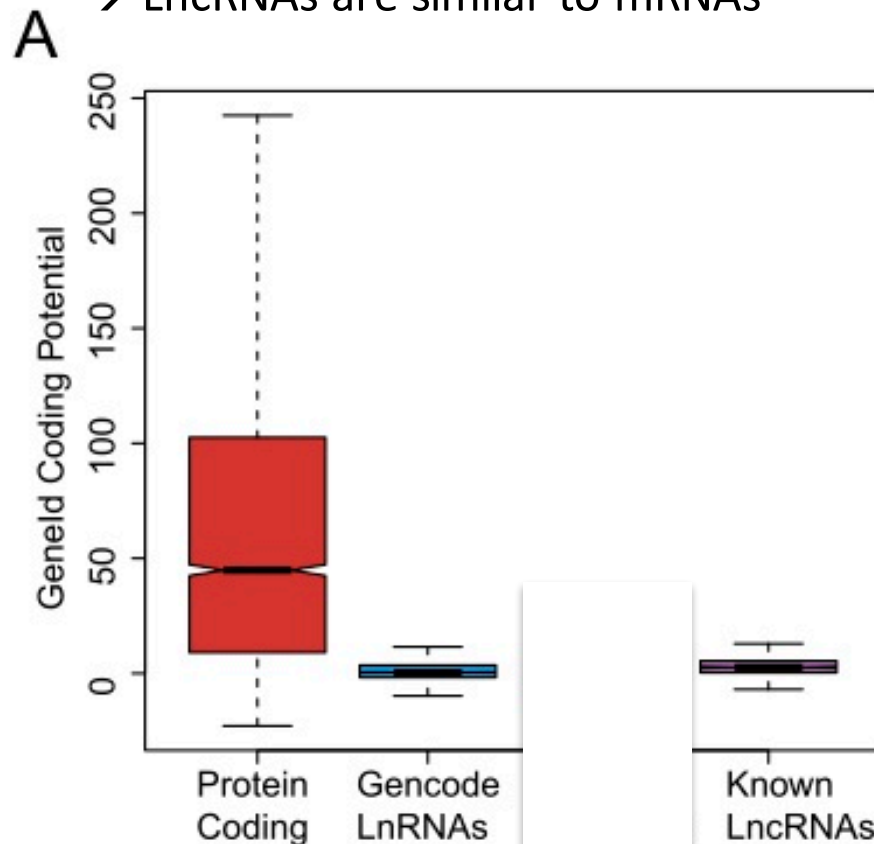 → LncRNAs are similar to mRNAs
A
GeneId Coding Potential
250
200
150
100
50
0
Protein Coding
Gencode LnRNAs
Known LncRNAs